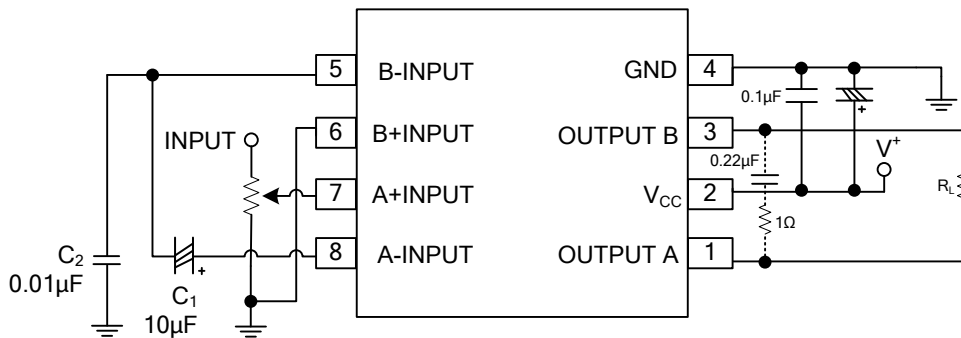 5 B-INPUT
GND 4
0.1µF
+
INPUT
6 B+INPUT
OUTPUT B 3
V+
0.22µF
7 A+INPUT
VCC 2
RL
1Ω
8 A-INPUT
OUTPUT A 1
C2
0.01µF
+
C1
10µF